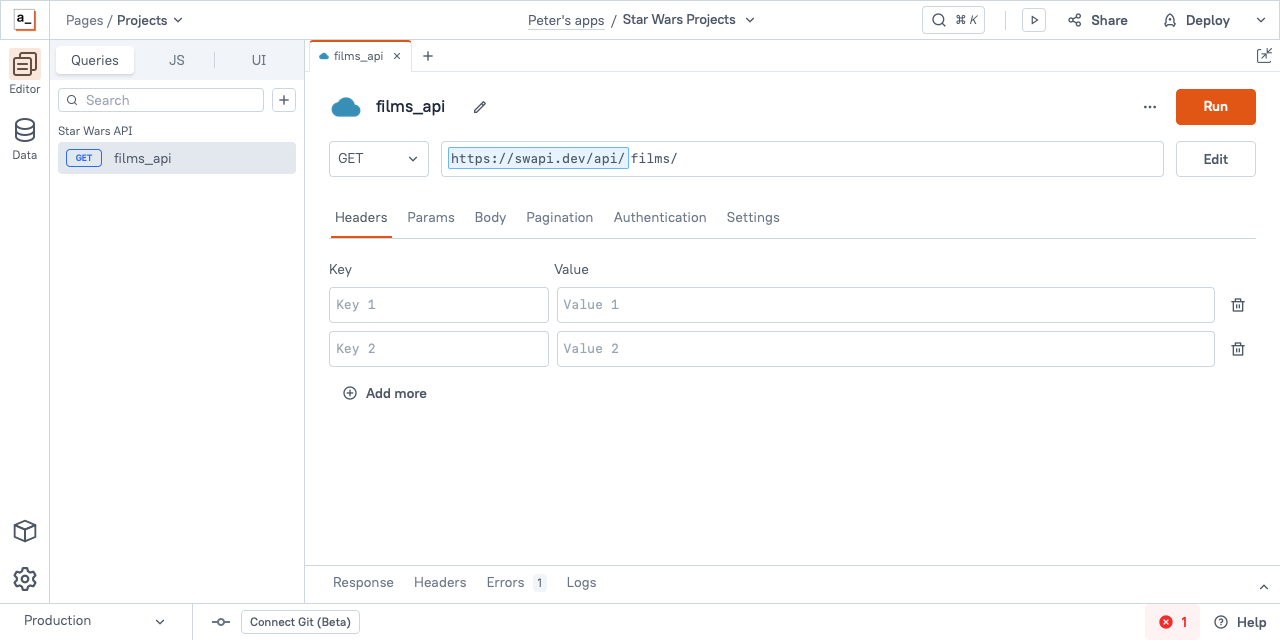 a_
Pages / Projects
Peter's apps / Star Wars Projects
⌘ K
Share
Deploy
Editor
Data
Queries
JS
UI
Search
Star Wars API
GET films_api
films_api
films_api
Run
GET
https://swapi.dev/api/films/
Edit
Headers Params Body Pagination Authentication Settings
Key Value
Key 1 Value 1
Key 2 Value 2
Add more
Response Headers Errors 1 Logs
Production
Connect Git (Beta)
1
Help